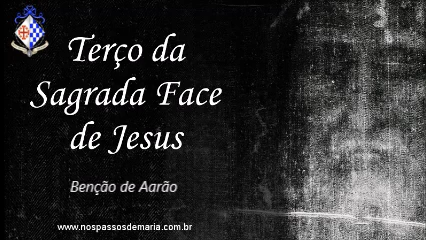 Terço da
Sagrada Face
de Jesus
Benção de Aarão
www.nospassosdemaria.com.br